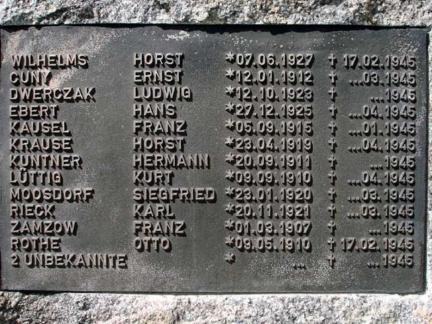 WILHELMS HORST *07.06.1927 † 17.02.1945
CUNY ERNST *12.01.1912 † ...03.1945
DWERCZAK LUDWIG *12.10.1923 † ...1945
EBERT HANS *27.12.1925 † ...04.1945
KAUSEL FRANZ *05.09.1915 † ...01.1945
KRAUSE HORST *23.04.1919 † ...04.1945
KUNTNER HERMANN *20.09.1911 † ...1945
LÜTTIG KURT *09.09.1910 † ...04.1945
MOOSDORF SIEGFRIED *23.01.1920 † ...03.1945
RIECK KARL *20.11.1921 † ...03.1945
ZAMZOW FRANZ *01.03.1907 † ...1945
ROTHE OTTO *09.05.1910 † 17.02.1945
2 UNBEKANNTE * ... † ...1945